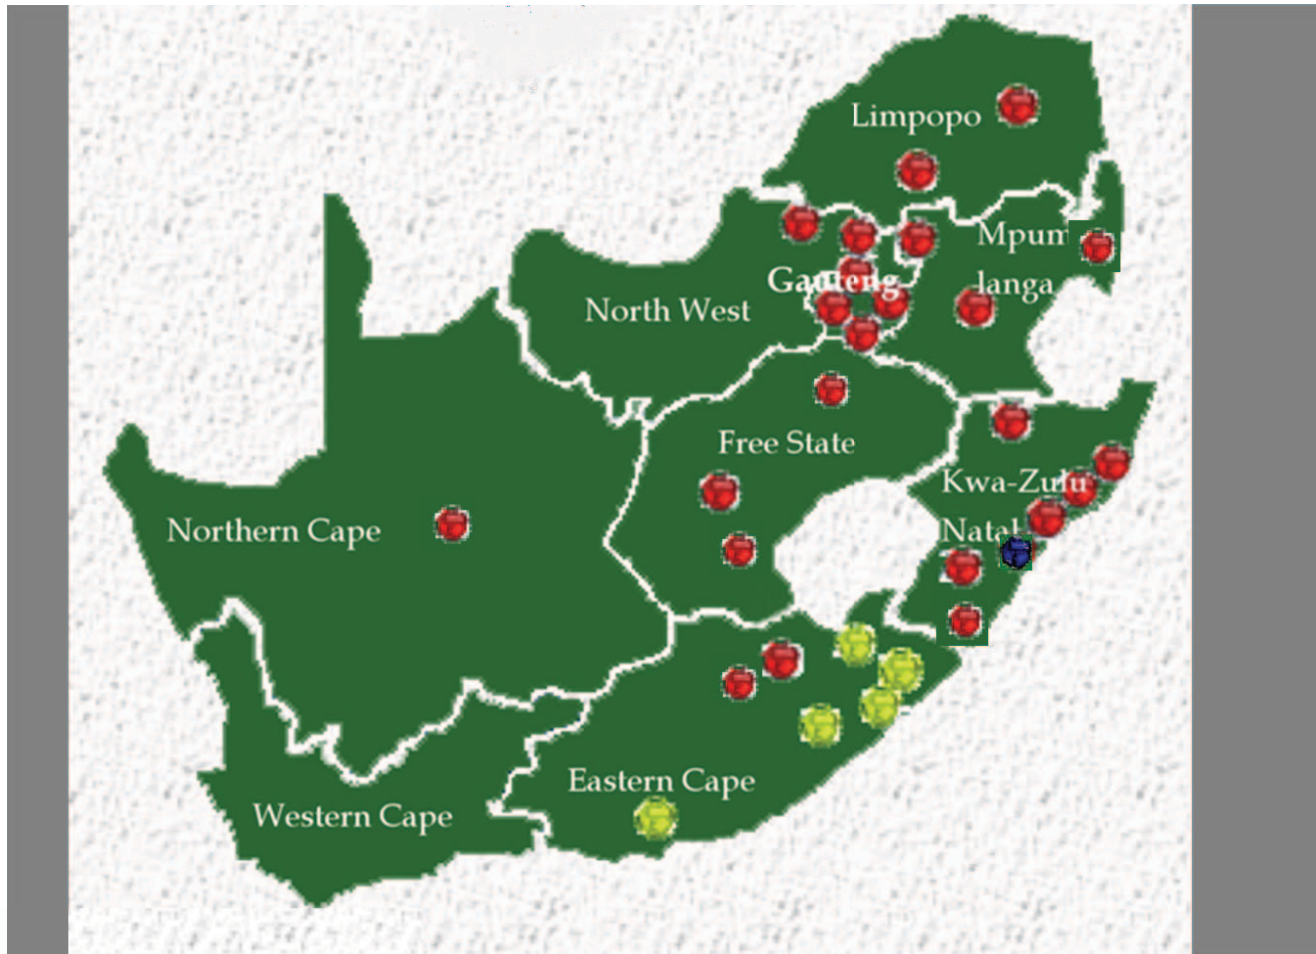 Limpopo
Mpum
langa
Gauteng
North West
Free State
Kwa-Zulu
Natal
Northern Cape
Eastern Cape
Western Cape